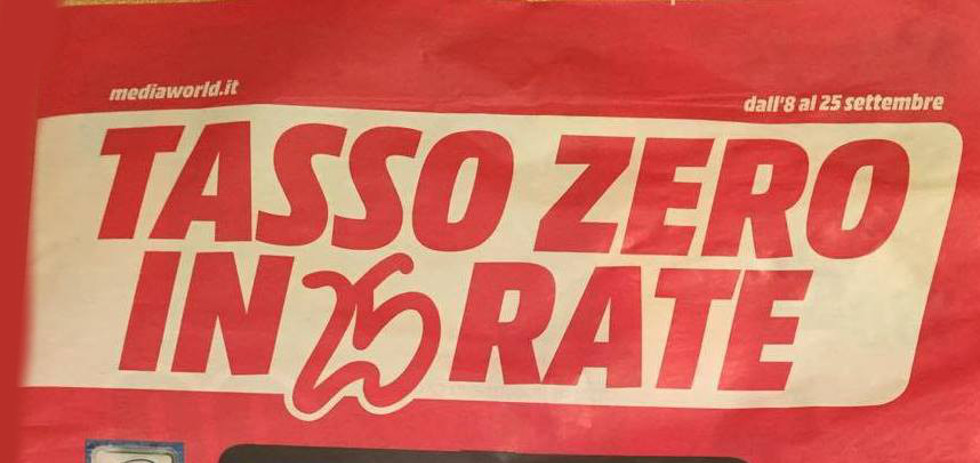 mediaworld.it
dall'8 al 25 settembre
TASSO ZERO
IN 25 RATE